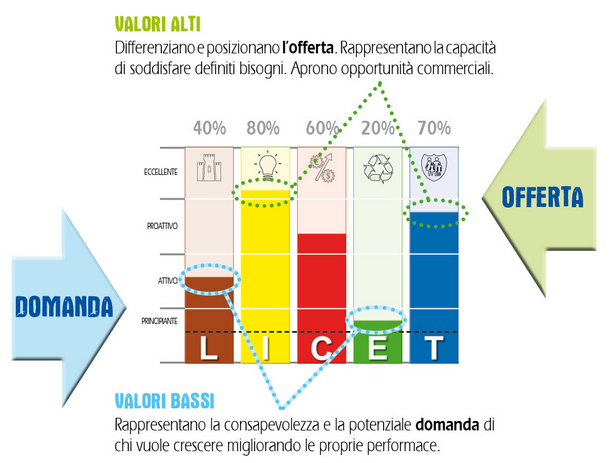 VALORI ALTI
Differenziano e posizionano l'offerta. Rappresentano la capacità
di soddisfare definiti bisogni. Aprono opportunità commerciali.
40% 80% 60% 20% 70%
ECCELLENTE
PROATTIVO
ATTIVO
PRINCIPIANTE
L I C E T
DOMANDA
OFFERTA
VALORI BASSI
Rappresentano la consapevolezza e la potenziale domanda di
chi vuole crescere migliorando le proprie performace.